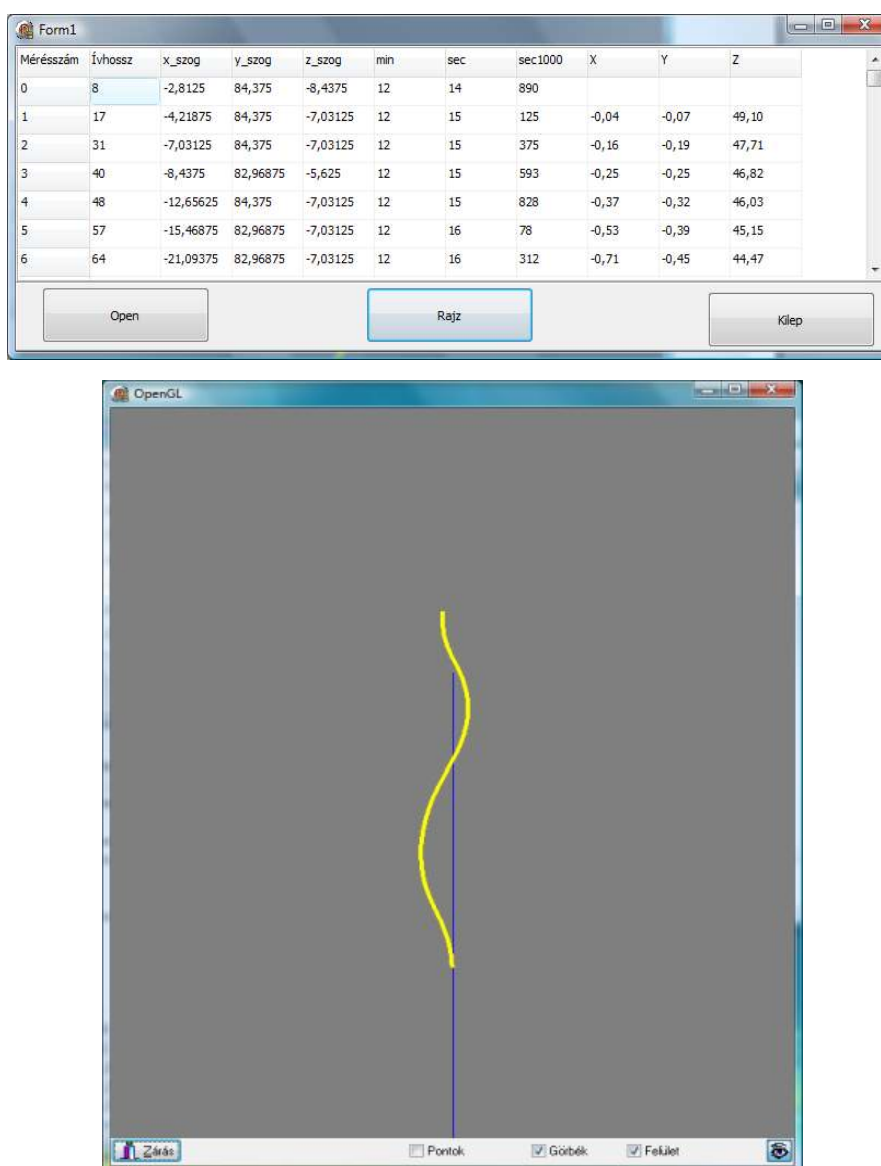 Form1
Mérésszám Ívhossz x_szog y_szog z_szog min sec sec1000 X Y Z
0 8 -2,8125 84,375 -8,4375 12 14 890
1 17 -4,21875 84,375 -7,03125 12 15 125 -0,04 -0,07 49,10
2 31 -7,03125 84,375 -7,03125 12 15 375 -0,16 -0,19 47,71
3 40 -8,4375 82,96875 -5,625 12 15 593 -0,25 -0,25 46,82
4 48 -12,65625 84,375 -7,03125 12 15 828 -0,37 -0,32 46,03
5 57 -15,46875 82,96875 -7,03125 12 16 78 -0,53 -0,39 45,15
6 64 -21,09375 82,96875 -7,03125 12 16 312 -0,71 -0,45 44,47
Open Rajz Kilep
OpenGL
Zárás Pontok Görbék Felület